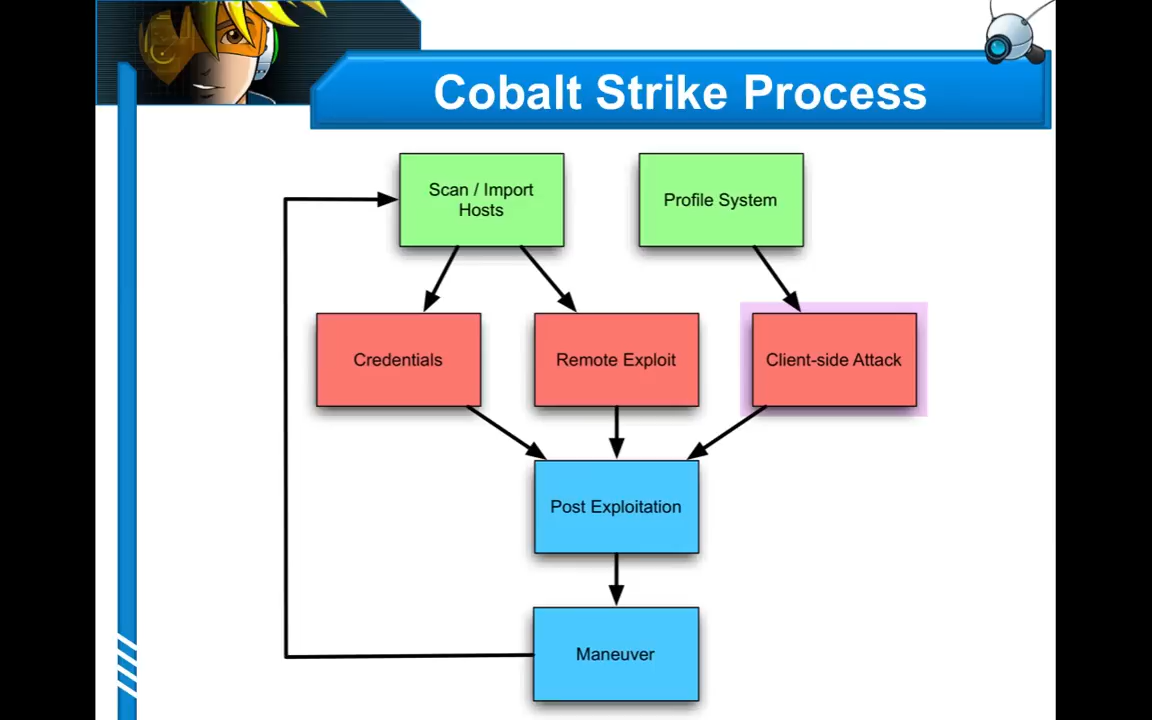 Cobalt Strike Process
Scan / Import
Hosts
Profile System
Credentials
Remote Exploit
Client-side Attack
Post Exploitation
Maneuver